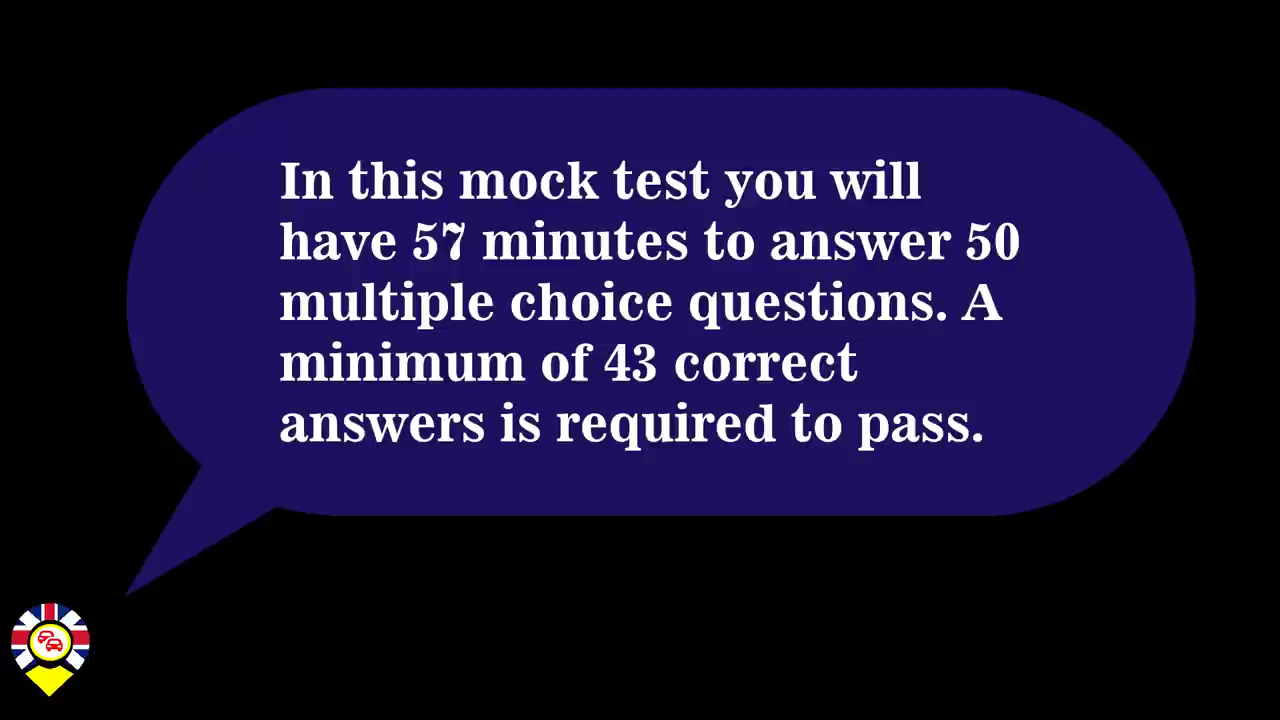 In this mock test you will
have 57 minutes to answer 50
multiple choice questions. A
minimum of 43 correct
answers is required to pass.